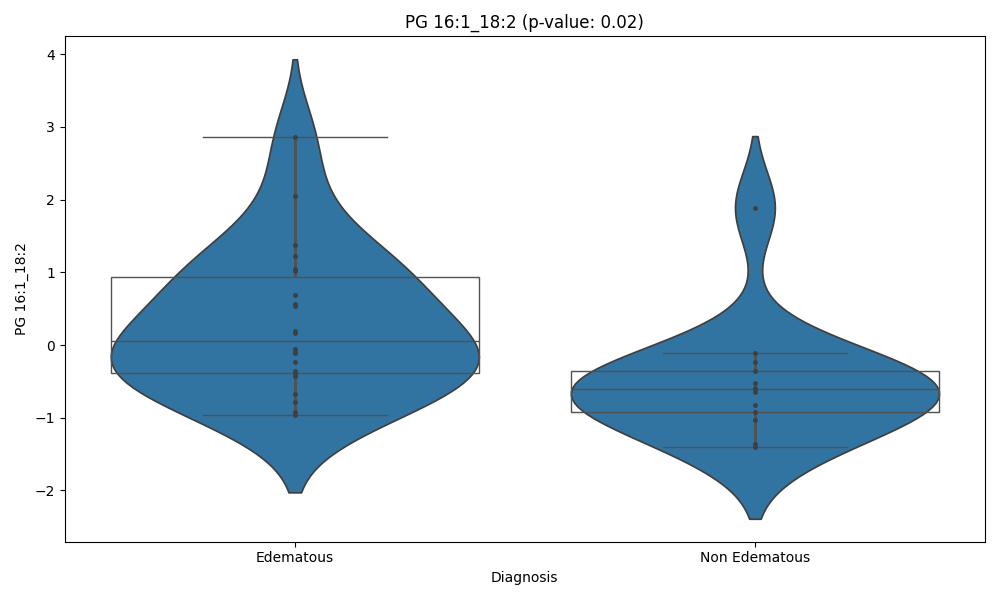 PG 16:1_18:2 (p-value: 0.02)
4
3
2
1
0
−1
−2
PG 16:1_18:2
Edematous
Non Edematous
Diagnosis